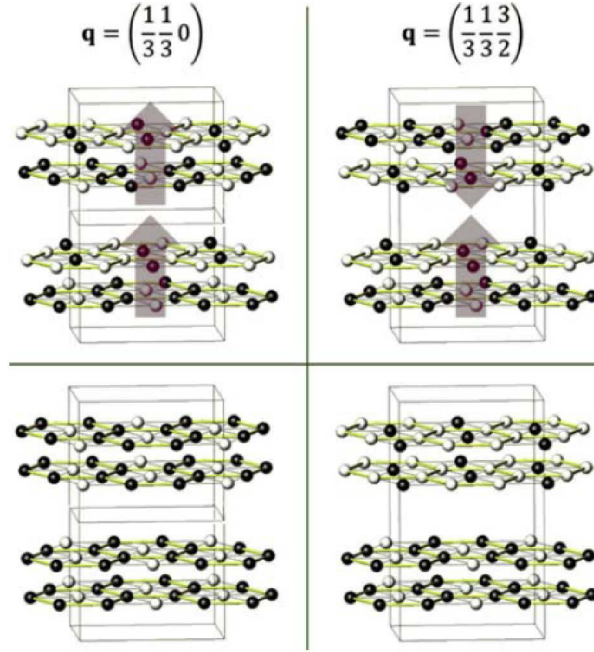 q = (1/3 1/3 0)
q = (1/3 1/3 3/2)